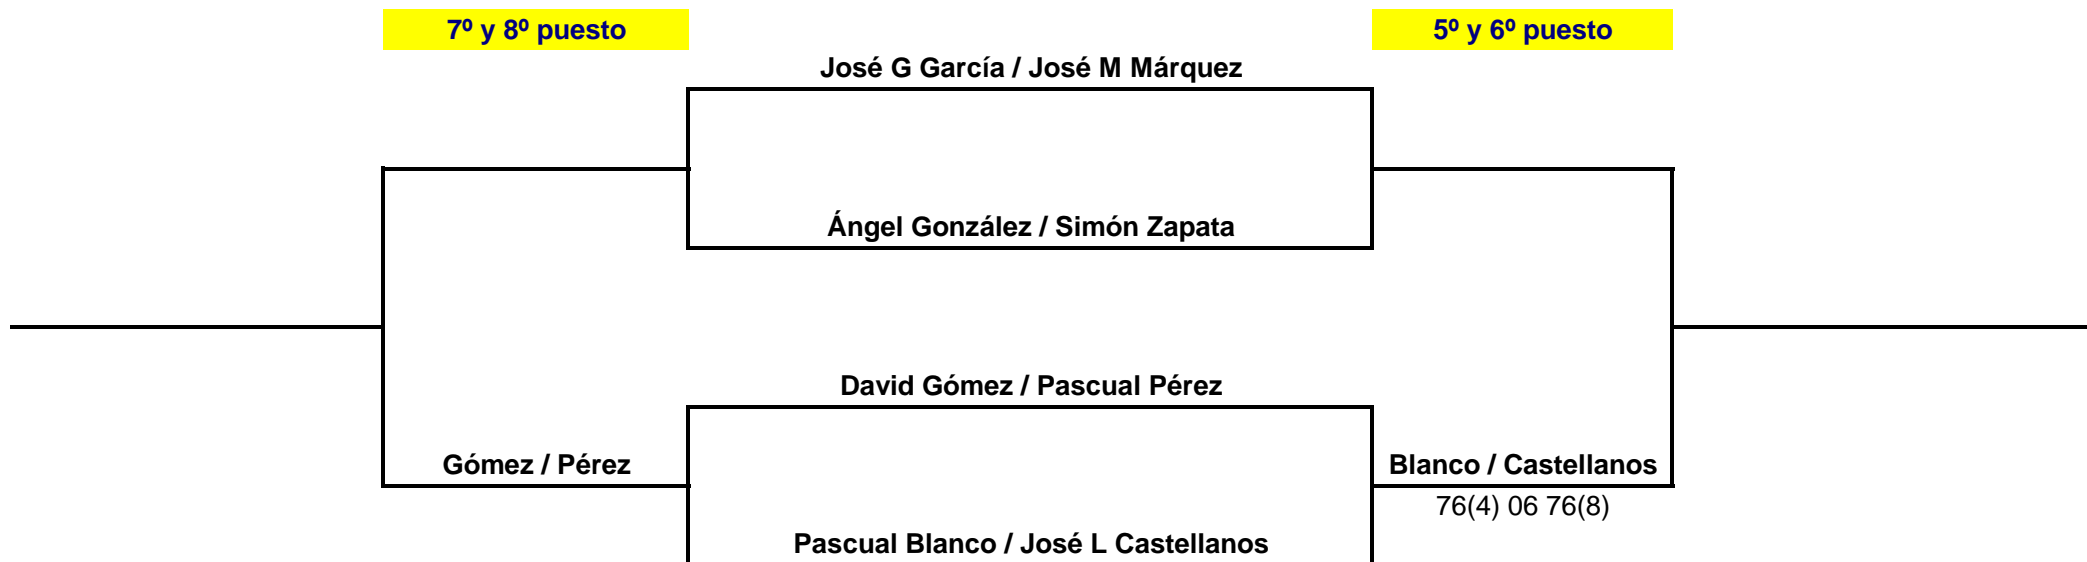 7º y 8º puesto
5º y 6º puesto
José G García / José M Márquez
Ángel González / Simón Zapata
David Gómez / Pascual Pérez
Gómez / Pérez
Blanco / Castellanos
76(4) 06 76(8)
Pascual Blanco / José L Castellanos